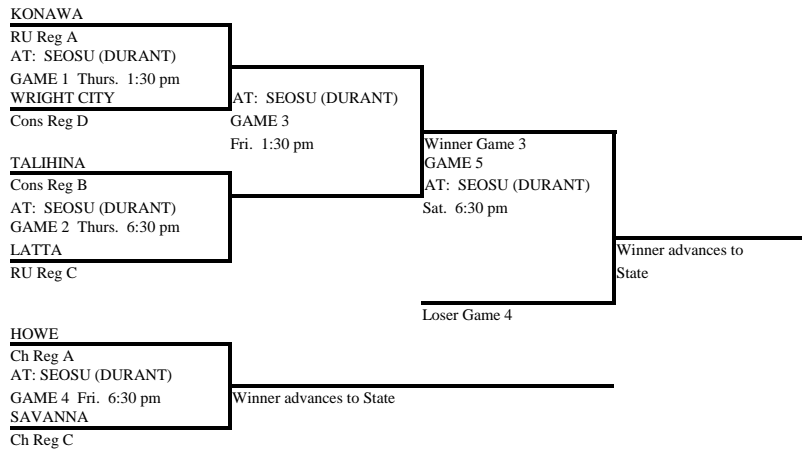 KONAWA
RU Reg A
AT: SEOSU (DURANT)
GAME 1 Thurs. 1:30 pm
WRIGHT CITY
Cons Reg D
AT: SEOSU (DURANT)
GAME 3
Fri. 1:30 pm
TALIHINA
Cons Reg B
AT: SEOSU (DURANT)
GAME 2 Thurs. 6:30 pm
LATTA
RU Reg C
Winner Game 3
GAME 5
AT: SEOSU (DURANT)
Sat. 6:30 pm
Loser Game 4
Winner advances to
State
HOWE
Ch Reg A
AT: SEOSU (DURANT)
GAME 4 Fri. 6:30 pm
SAVANNA
Ch Reg C
Winner advances to State